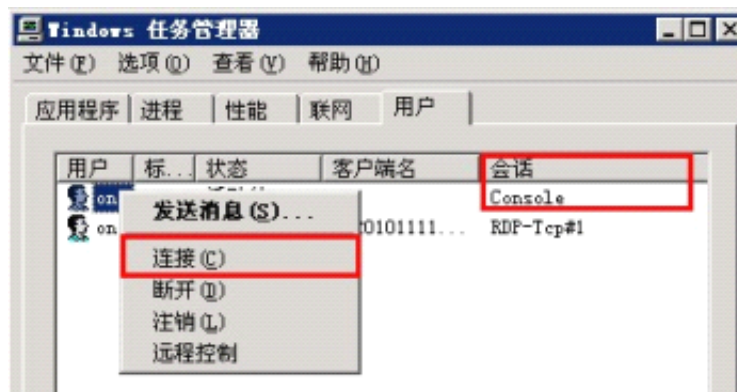 Windows 任务管理器
文件(F) 选项(O) 查看(V) 帮助(H)
应用程序 进程 性能 联网 用户
用户 标... 状态 客户端名 会话
on Console
发送消息(S)...
on 0101111... RDP-Tcp#1
连接(C)
断开(D)
注销(L)
远程控制